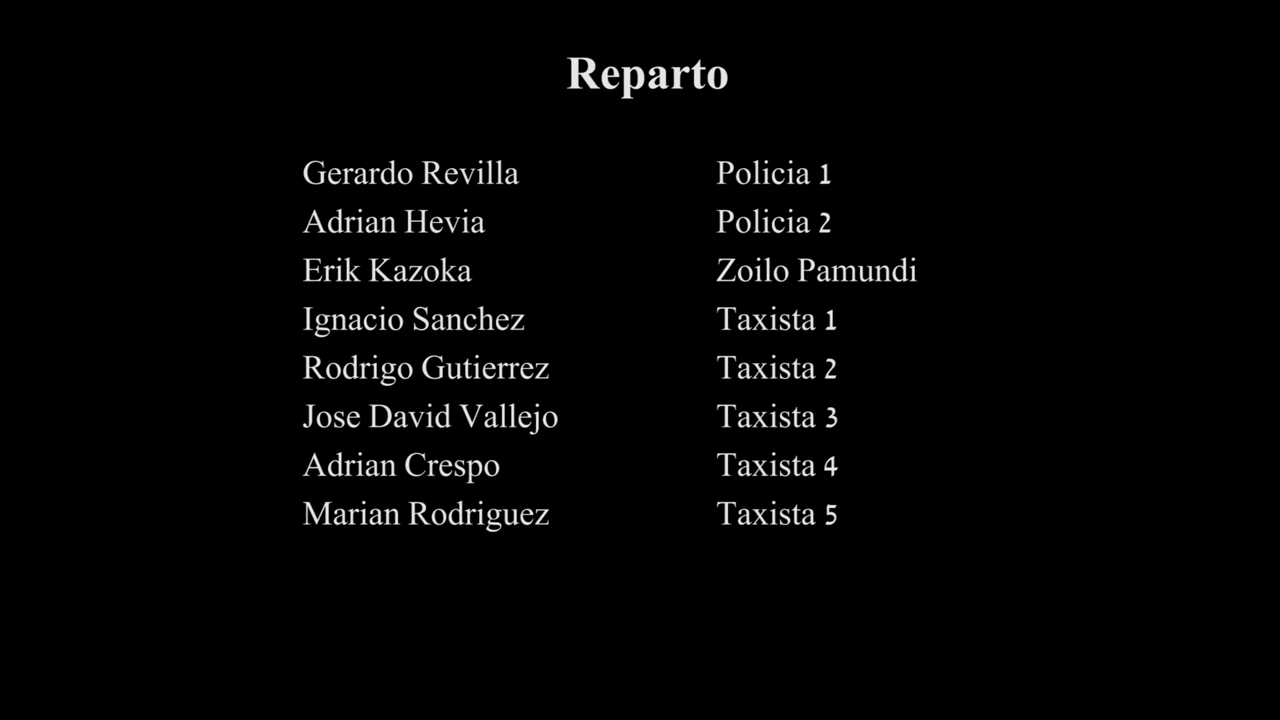 Reparto
Gerardo Revilla Policia 1
Adrian Hevia Policia 2
Erik Kazoka Zoilo Pamundi
Ignacio Sanchez Taxista 1
Rodrigo Gutierrez Taxista 2
Jose David Vallejo Taxista 3
Adrian Crespo Taxista 4
Marian Rodriguez Taxista 5